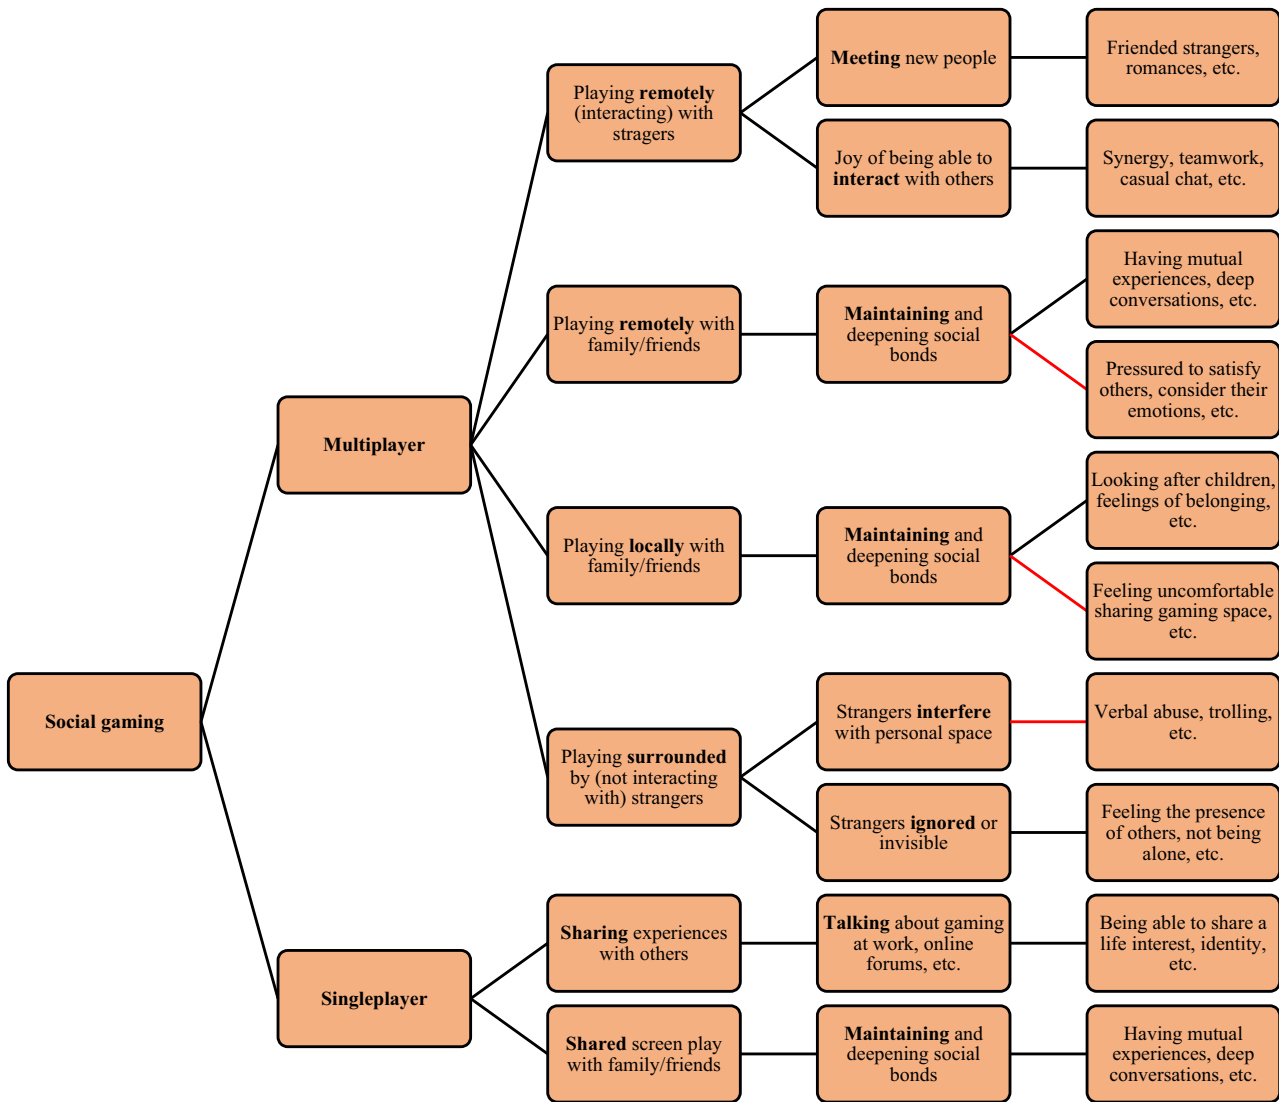 Meeting new people
Friended strangers,
romances, etc.
Playing remotely
(interacting) with
stragers
Joy of being able to
interact with others
Synergy, teamwork,
casual chat, etc.
Having mutual
experiences, deep
conversations, etc.
Playing remotely with
family/friends
Maintaining and
deepening social
bonds
Pressured to satisfy
others, consider their
emotions, etc.
Multiplayer
Looking after children,
feelings of belonging,
etc.
Playing locally with
family/friends
Maintaining and
deepening social
bonds
Feeling uncomfortable
sharing gaming space,
etc.
Social gaming
Strangers interfere
with personal space
Verbal abuse, trolling,
etc.
Playing surrounded
by (not interacting
with) strangers
Strangers ignored or
invisible
Feeling the presence
of others, not being
alone, etc.
Sharing experiences
with others
Talking about gaming
at work, online
forums, etc.
Being able to share a
life interest, identity,
etc.
Singleplayer
Shared screen play
with family/friends
Maintaining and
deepening social
bonds
Having mutual
experiences, deep
conversations, etc.